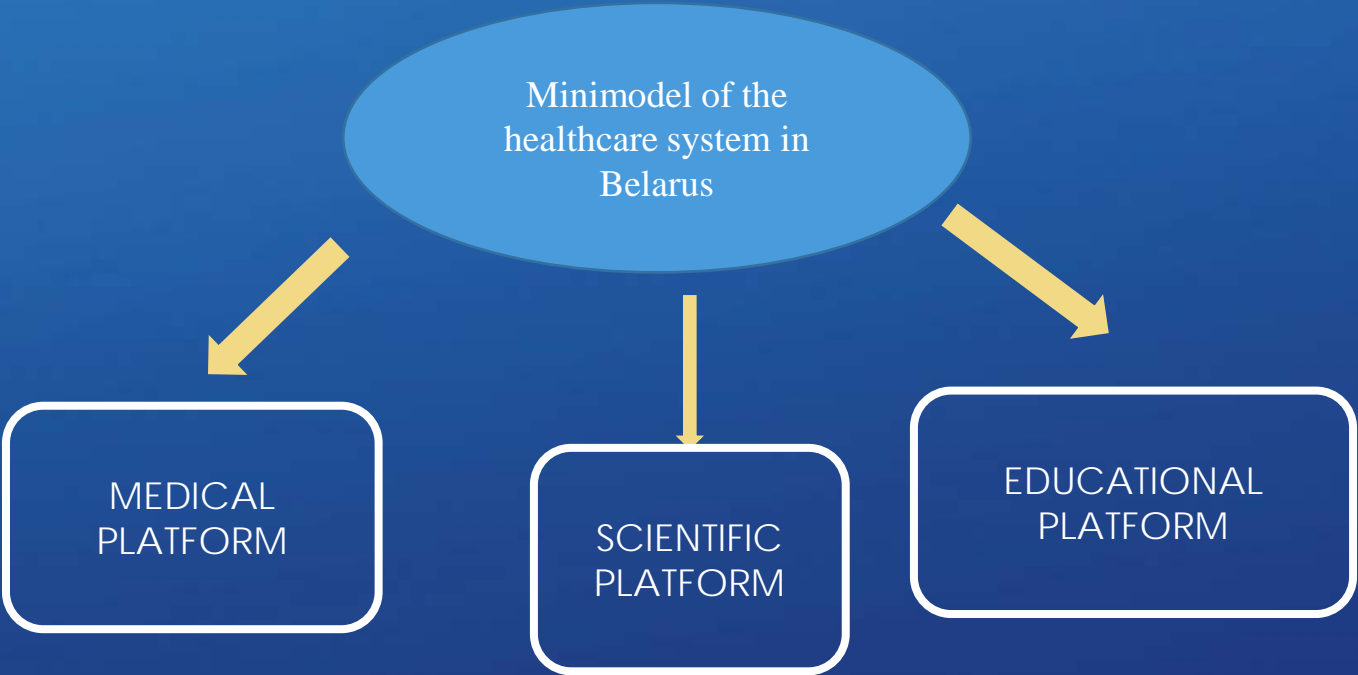 Minimodel of the
healthcare system in
Belarus
MEDICAL
PLATFORM
SCIENTIFIC
PLATFORM
EDUCATIONAL
PLATFORM